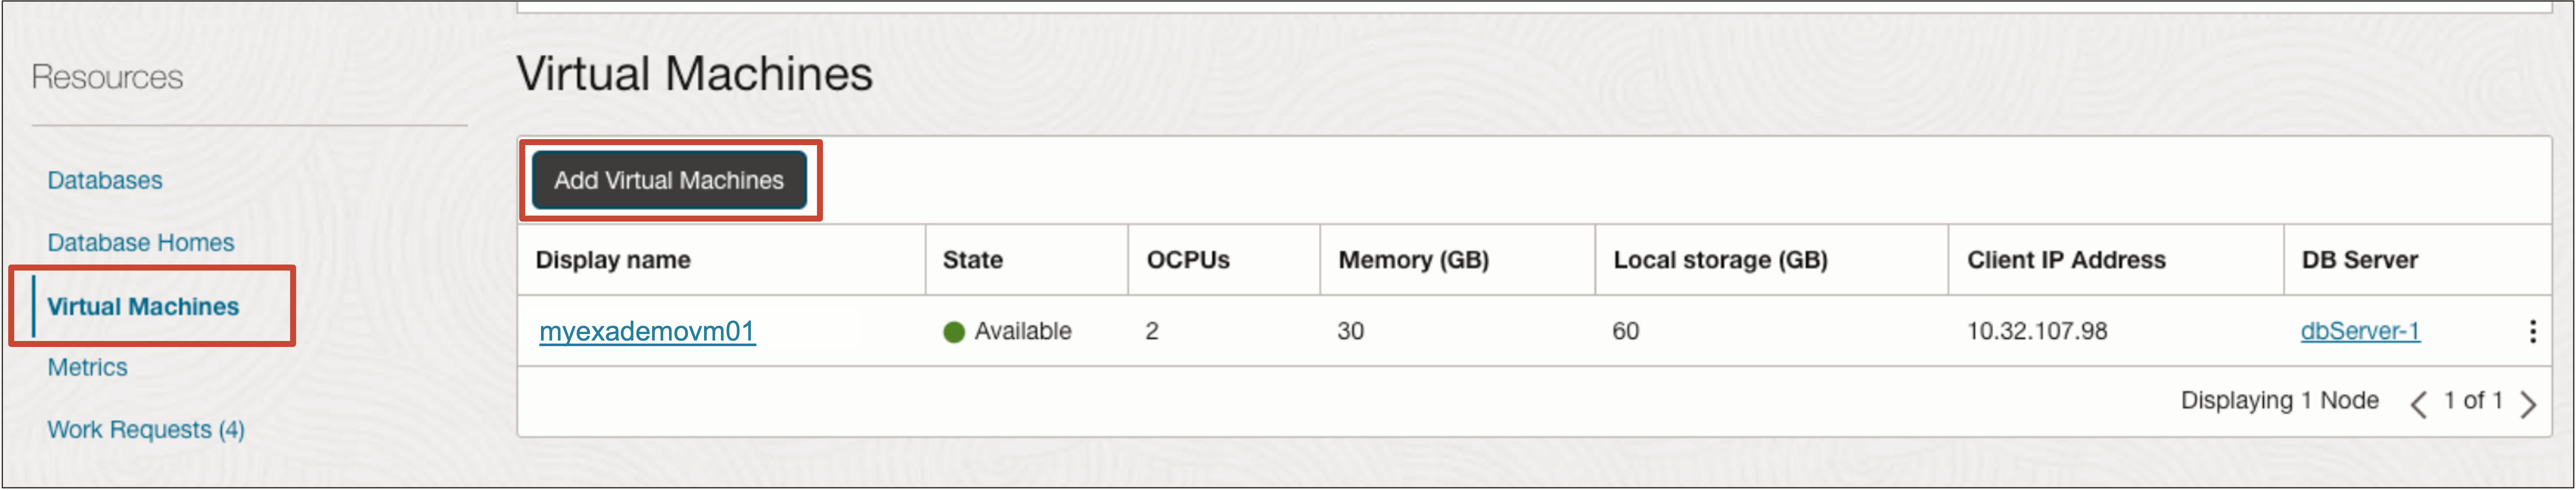 Resources
Databases
Database Homes
Virtual Machines
Metrics
Work Requests (4)
Virtual Machines
Add Virtual Machines
Display name State OCPUs Memory (GB) Local storage (GB) Client IP Address DB Server
myexademovm01 Available 2 30 60 10.32.107.98 dbServer-1
Displaying 1 Node 1 of 1